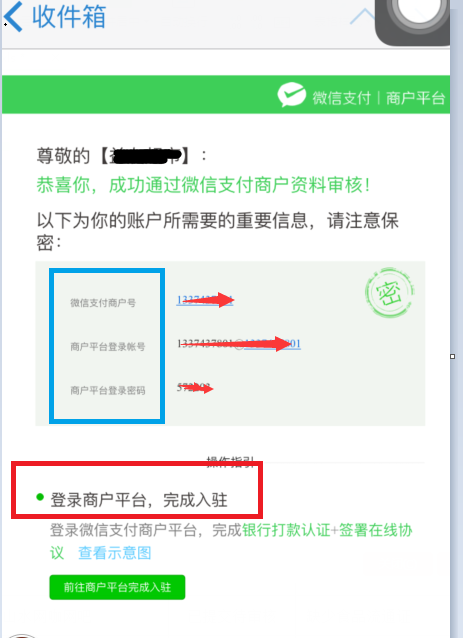 收件箱
微信支付｜商户平台
尊敬的【】：
恭喜你，成功通过微信支付商户资料审核！
以下为你的账户所需要的重要信息，请注意保
密：
密
微信支付商户号
商户平台登录帐号
商户平台登录密码
操作指引
登录商户平台，完成入驻
登录微信支付商户平台，完成银行打款认证+签署在线协
议 查看示意图
前往商户平台完成入驻